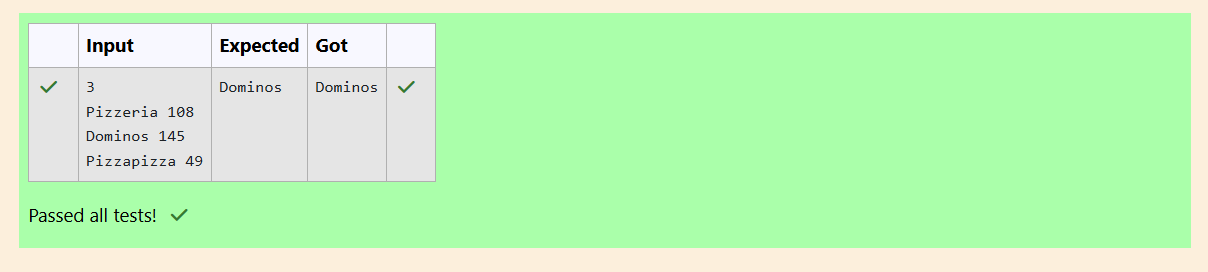 Input Expected Got
3 Dominos Dominos
Pizzeria 108
Dominos 145
Pizzapizza 49
Passed all tests!